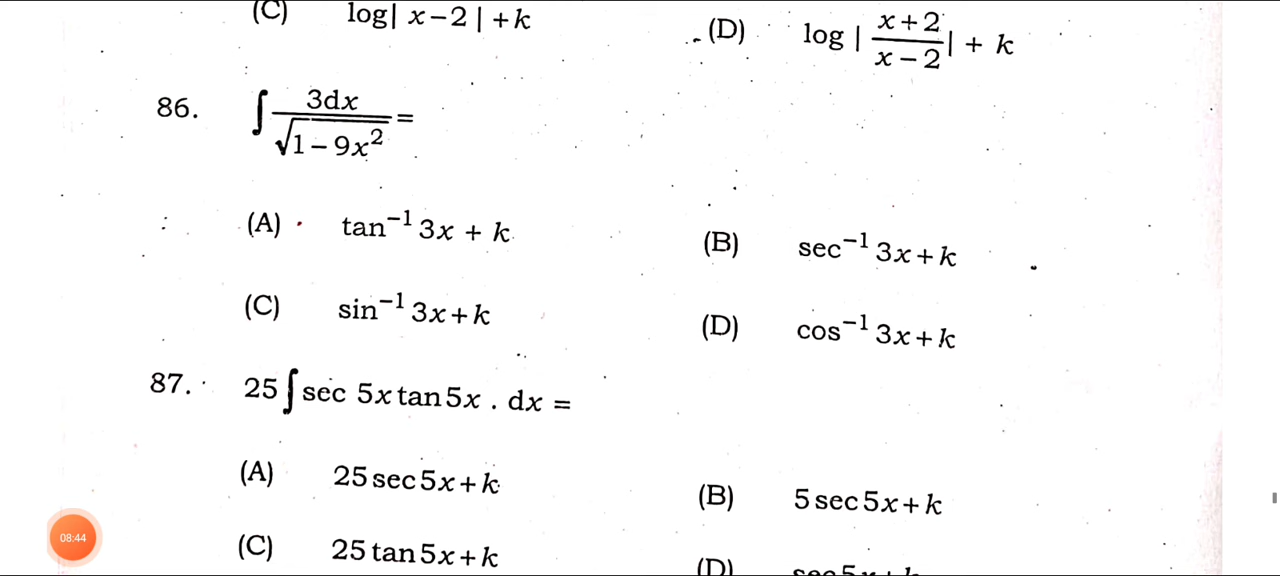 (C) log| x−2 | +k (D) log | (x+2)/(x−2) | + k
86. ∫ 3dx/√(1−9x²) =
(A) tan⁻¹ 3x + k (B) sec⁻¹ 3x+k
(C) sin⁻¹ 3x+k (D) cos⁻¹ 3x+k
87. 25 ∫ sec 5x tan 5x . dx =
(A) 25 sec 5x+k (B) 5 sec 5x+k
(C) 25 tan 5x+k (D) sec 5x + k
08:44